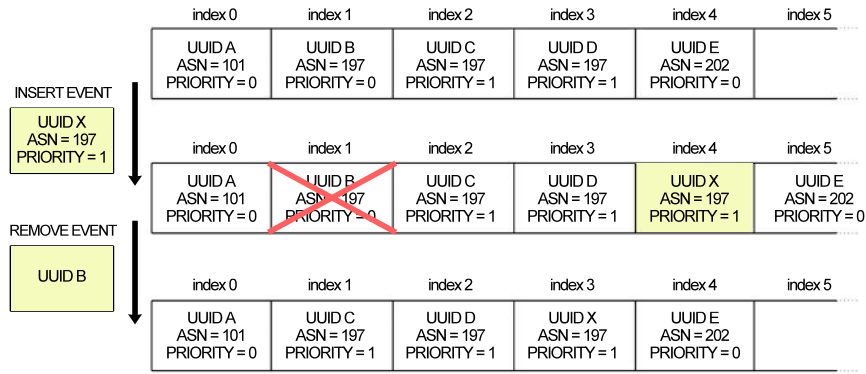 index 0 index 1 index 2 index 3 index 4 index 5
UUID A UUID B UUID C UUID D UUID E
ASN = 101 ASN = 197 ASN = 197 ASN = 197 ASN = 202
PRIORITY = 0 PRIORITY = 0 PRIORITY = 1 PRIORITY = 1 PRIORITY = 0
INSERT EVENT
UUID X
ASN = 197
PRIORITY = 1
index 0 index 1 index 2 index 3 index 4 index 5
UUID A UUID B UUID C UUID D UUID X UUID E
ASN = 101 ASN = 197 ASN = 197 ASN = 197 ASN = 197 ASN = 202
PRIORITY = 0 PRIORITY = 0 PRIORITY = 1 PRIORITY = 1 PRIORITY = 1 PRIORITY = 0
REMOVE EVENT
UUID B
index 0 index 1 index 2 index 3 index 4 index 5
UUID A UUID C UUID D UUID X UUID E
ASN = 101 ASN = 197 ASN = 197 ASN = 197 ASN = 202
PRIORITY = 0 PRIORITY = 1 PRIORITY = 1 PRIORITY = 1 PRIORITY = 0